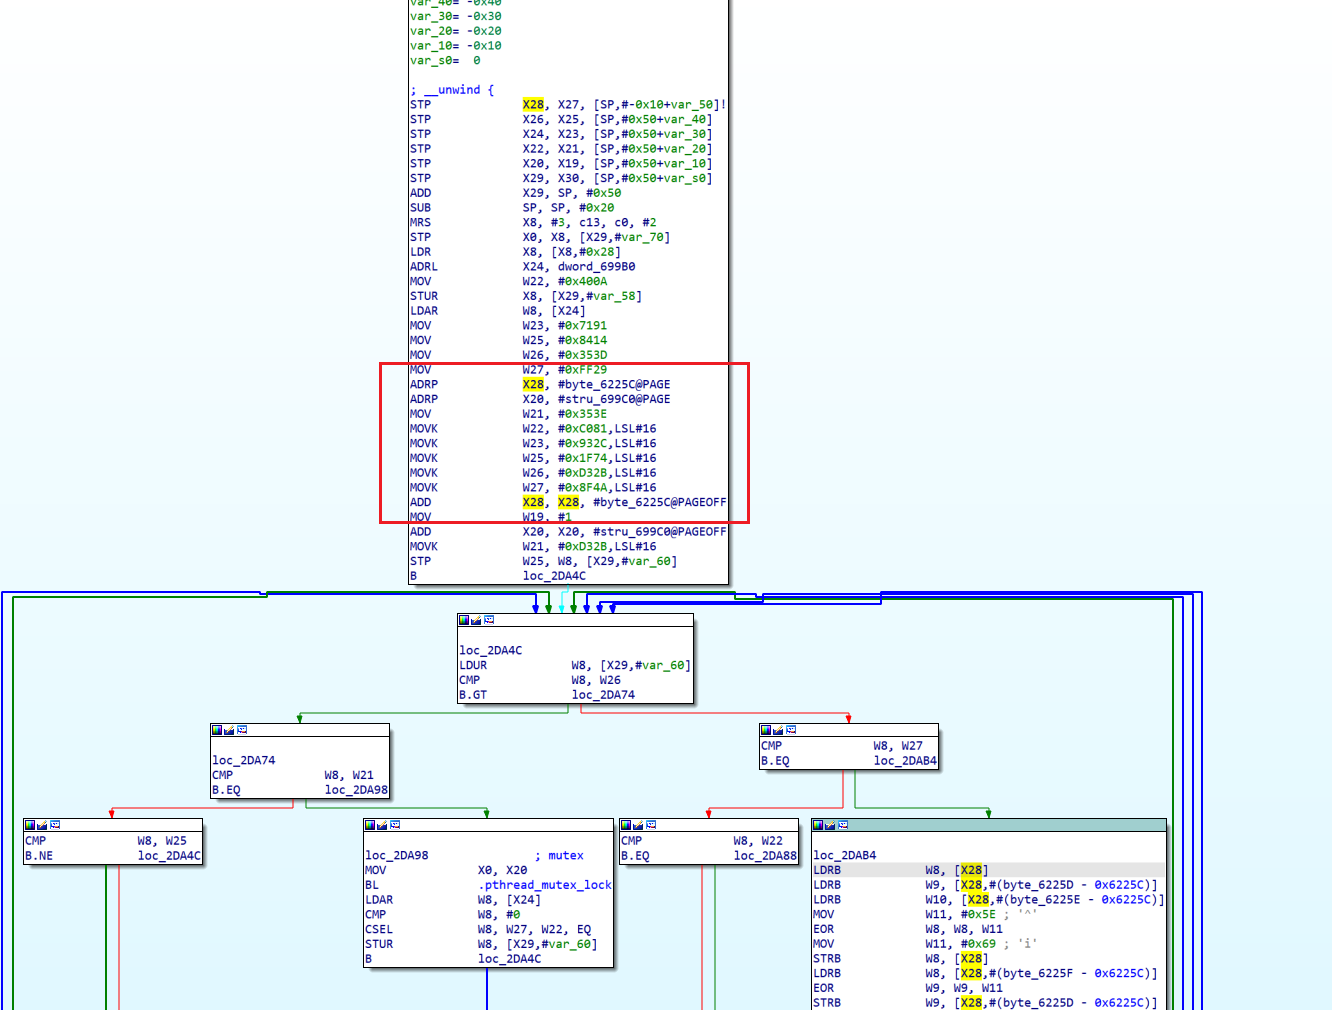 var_40= -0x40
var_30= -0x30
var_20= -0x20
var_10= -0x10
var_s0=  0
; __unwind {
STP X28, X27, [SP,#-0x10+var_50]!
STP X26, X25, [SP,#0x50+var_40]
STP X24, X23, [SP,#0x50+var_30]
STP X22, X21, [SP,#0x50+var_20]
STP X20, X19, [SP,#0x50+var_10]
STP X29, X30, [SP,#0x50+var_s0]
ADD X29, SP, #0x50
SUB SP, SP, #0x20
MRS X8, #3, c13, c0, #2
STP X0, X8, [X29,#var_70]
LDR X8, [X8,#0x28]
ADRL X24, dword_699B0
MOV W22, #0x400A
STUR X8, [X29,#var_58]
LDAR W8, [X24]
MOV W23, #0x7191
MOV W25, #0x8414
MOV W26, #0x353D
MOV W27, #0xFF29
ADRP X28, #byte_6225C@PAGE
ADRP X20, #stru_699C0@PAGE
MOV W21, #0x353E
MOVK W22, #0xC081,LSL#16
MOVK W23, #0x932C,LSL#16
MOVK W25, #0x1F74,LSL#16
MOVK W26, #0xD32B,LSL#16
MOVK W27, #0x8F4A,LSL#16
ADD X28, X28, #byte_6225C@PAGEOFF
MOV W19, #1
ADD X20, X20, #stru_699C0@PAGEOFF
MOVK W21, #0xD32B,LSL#16
STP W25, W8, [X29,#var_60]
B loc_2DA4C
loc_2DA4C
LDUR W8, [X29,#var_60]
CMP W8, W26
B.GT loc_2DA74
loc_2DA74
CMP W8, W21
B.EQ loc_2DA98
CMP W8, W27
B.EQ loc_2DAB4
CMP W8, W25
B.NE loc_2DA4C
loc_2DA98 ; mutex
MOV X0, X20
BL .pthread_mutex_lock
LDAR W8, [X24]
CMP W8, #0
CSEL W8, W27, W22, EQ
STUR W8, [X29,#var_60]
B loc_2DA4C
CMP W8, W22
B.EQ loc_2DA88
loc_2DAB4
LDRB W8, [X28]
LDRB W9, [X28,#(byte_6225D - 0x6225C)]
LDRB W10, [X28,#(byte_6225E - 0x6225C)]
MOV W11, #0x5E ; '^'
EOR W8, W8, W11
MOV W11, #0x69 ; 'i'
STRB W8, [X28]
LDRB W8, [X28,#(byte_6225F - 0x6225C)]
EOR W9, W9, W11
STRB W9, [X28,#(byte_6225D - 0x6225C)]